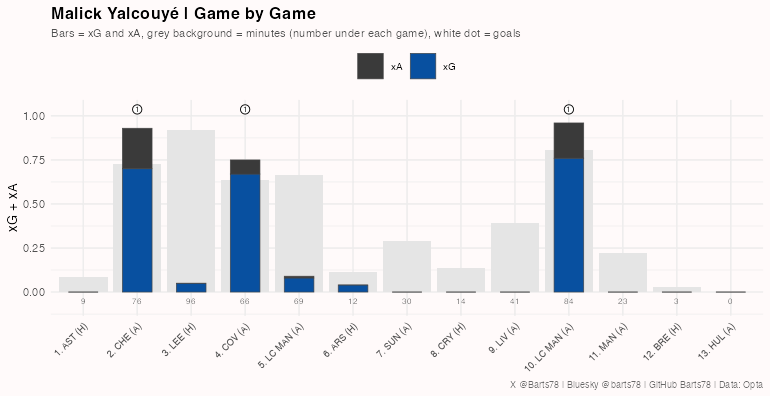 Malick Yalcouyé | Game by Game
Bars = xG and xA, grey background = minutes (number under each game), white dot = goals
xA xG
1 1 1
1.00
0.75
0.50
0.25
0.00
xG + xA
9 76 96 66 69 12 30 14 41 84 23 3 0
1. AST (H)
2. CHE (A)
3. LEE (H)
4. COV (A)
5. LC MAN (A)
6. ARS (H)
7. SUN (A)
8. CRY (H)
9. LIV (A)
10. LC MAN (A)
11. MAN (A)
12. BRE (H)
13. HUL (A)
X @Barts78 | Bluesky @barts78 | GitHub Barts78 | Data: Opta